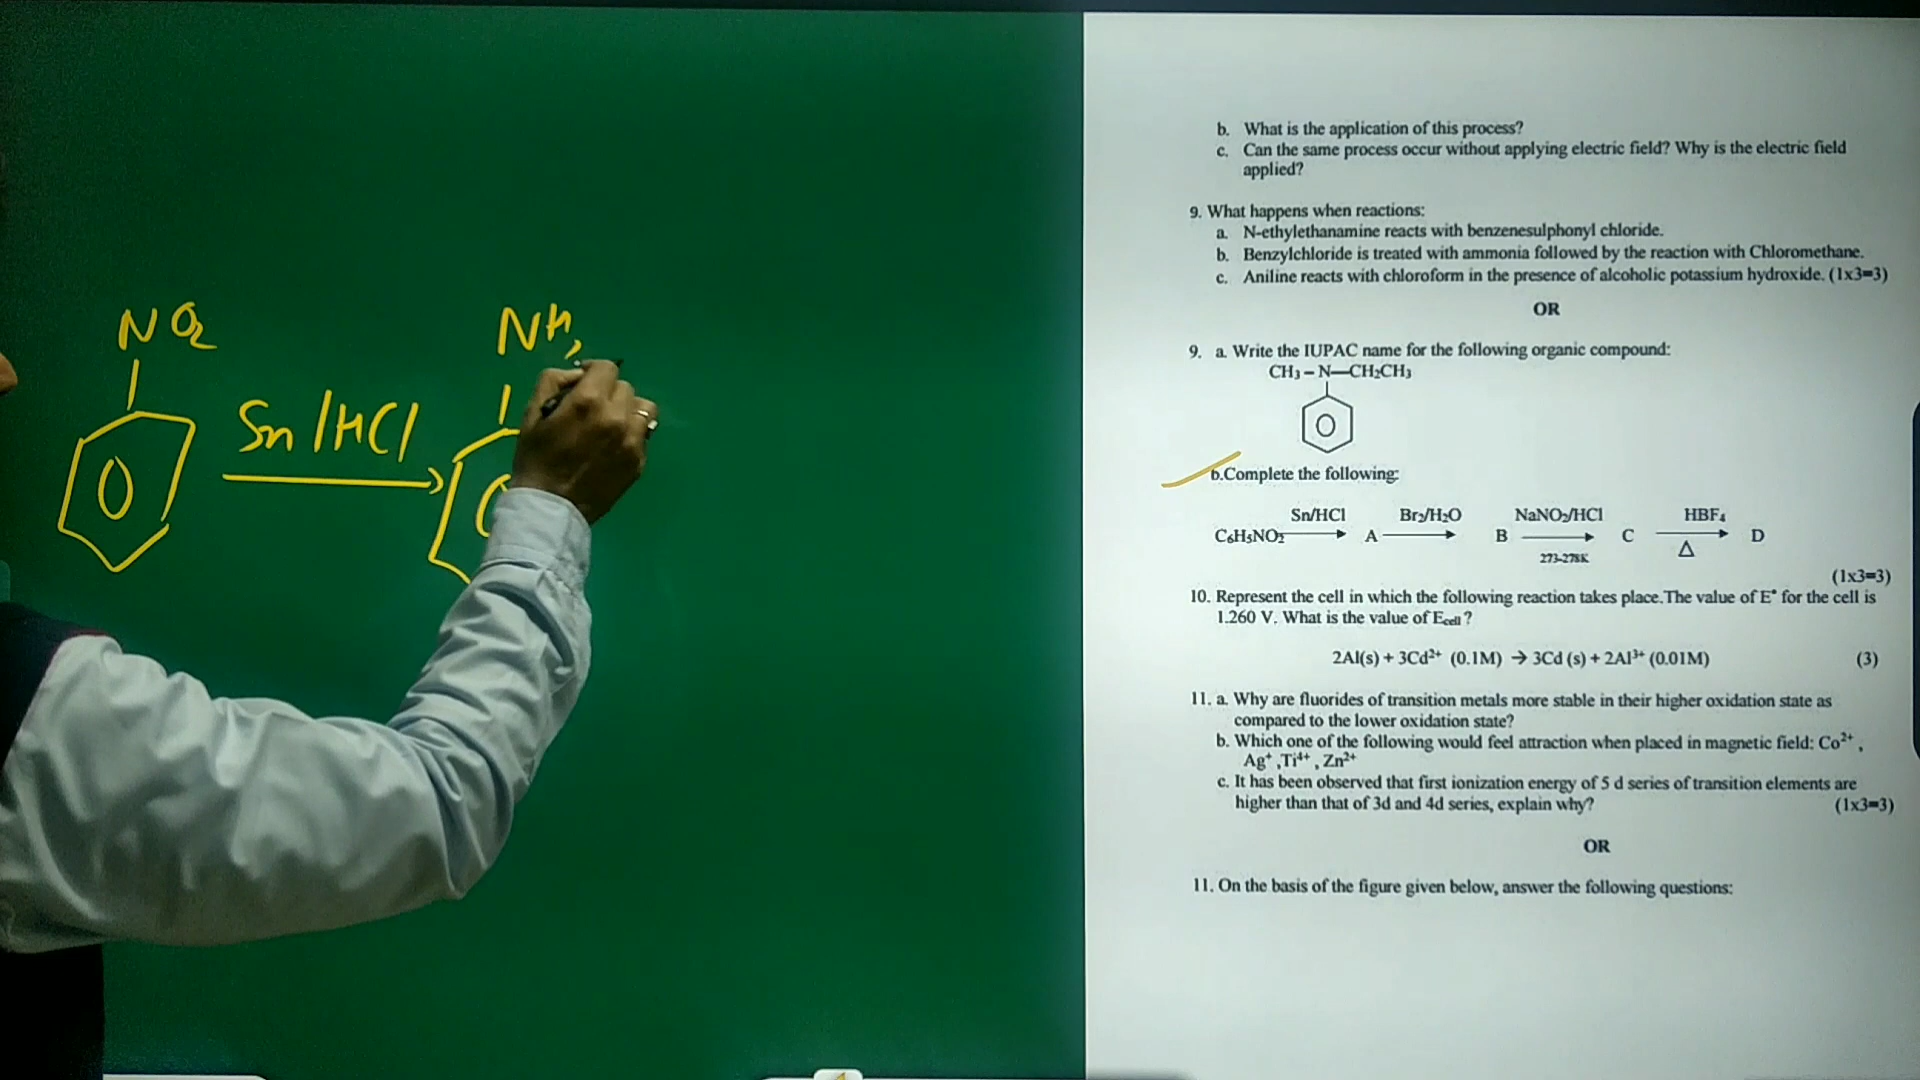 NO2
Sn/HCl
NH2
b. What is the application of this process?
c. Can the same process occur without applying electric field? Why is the electric field
applied?
9. What happens when reactions:
a. N-ethylethanamine reacts with benzenesulphonyl chloride.
b. Benzylchloride is treated with ammonia followed by the reaction with Chloromethane.
c. Aniline reacts with chloroform in the presence of alcoholic potassium hydroxide. (1x3=3)
OR
9. a. Write the IUPAC name for the following organic compound:
CH₃ – N—CH₂CH₃
b.Complete the following:
Sn/HCl Br₂/H₂O NaNO₂/HCl HBF₄
C₆H₅NO₂ → A → B → C → D
273-278K Δ
(1x3=3)
10. Represent the cell in which the following reaction takes place.The value of E˚ for the cell is
1.260 V. What is the value of Ecell ?
2Al(s) + 3Cd²⁺ (0.1M) → 3Cd (s) + 2Al³⁺ (0.01M) (3)
11. a. Why are fluorides of transition metals more stable in their higher oxidation state as
compared to the lower oxidation state?
b. Which one of the following would feel attraction when placed in magnetic field: Co²⁺ ,
Ag⁺ ,Ti⁴⁺ , Zn²⁺
c. It has been observed that first ionization energy of 5 d series of transition elements are
higher than that of 3d and 4d series, explain why? (1x3=3)
OR
11. On the basis of the figure given below, answer the following questions: